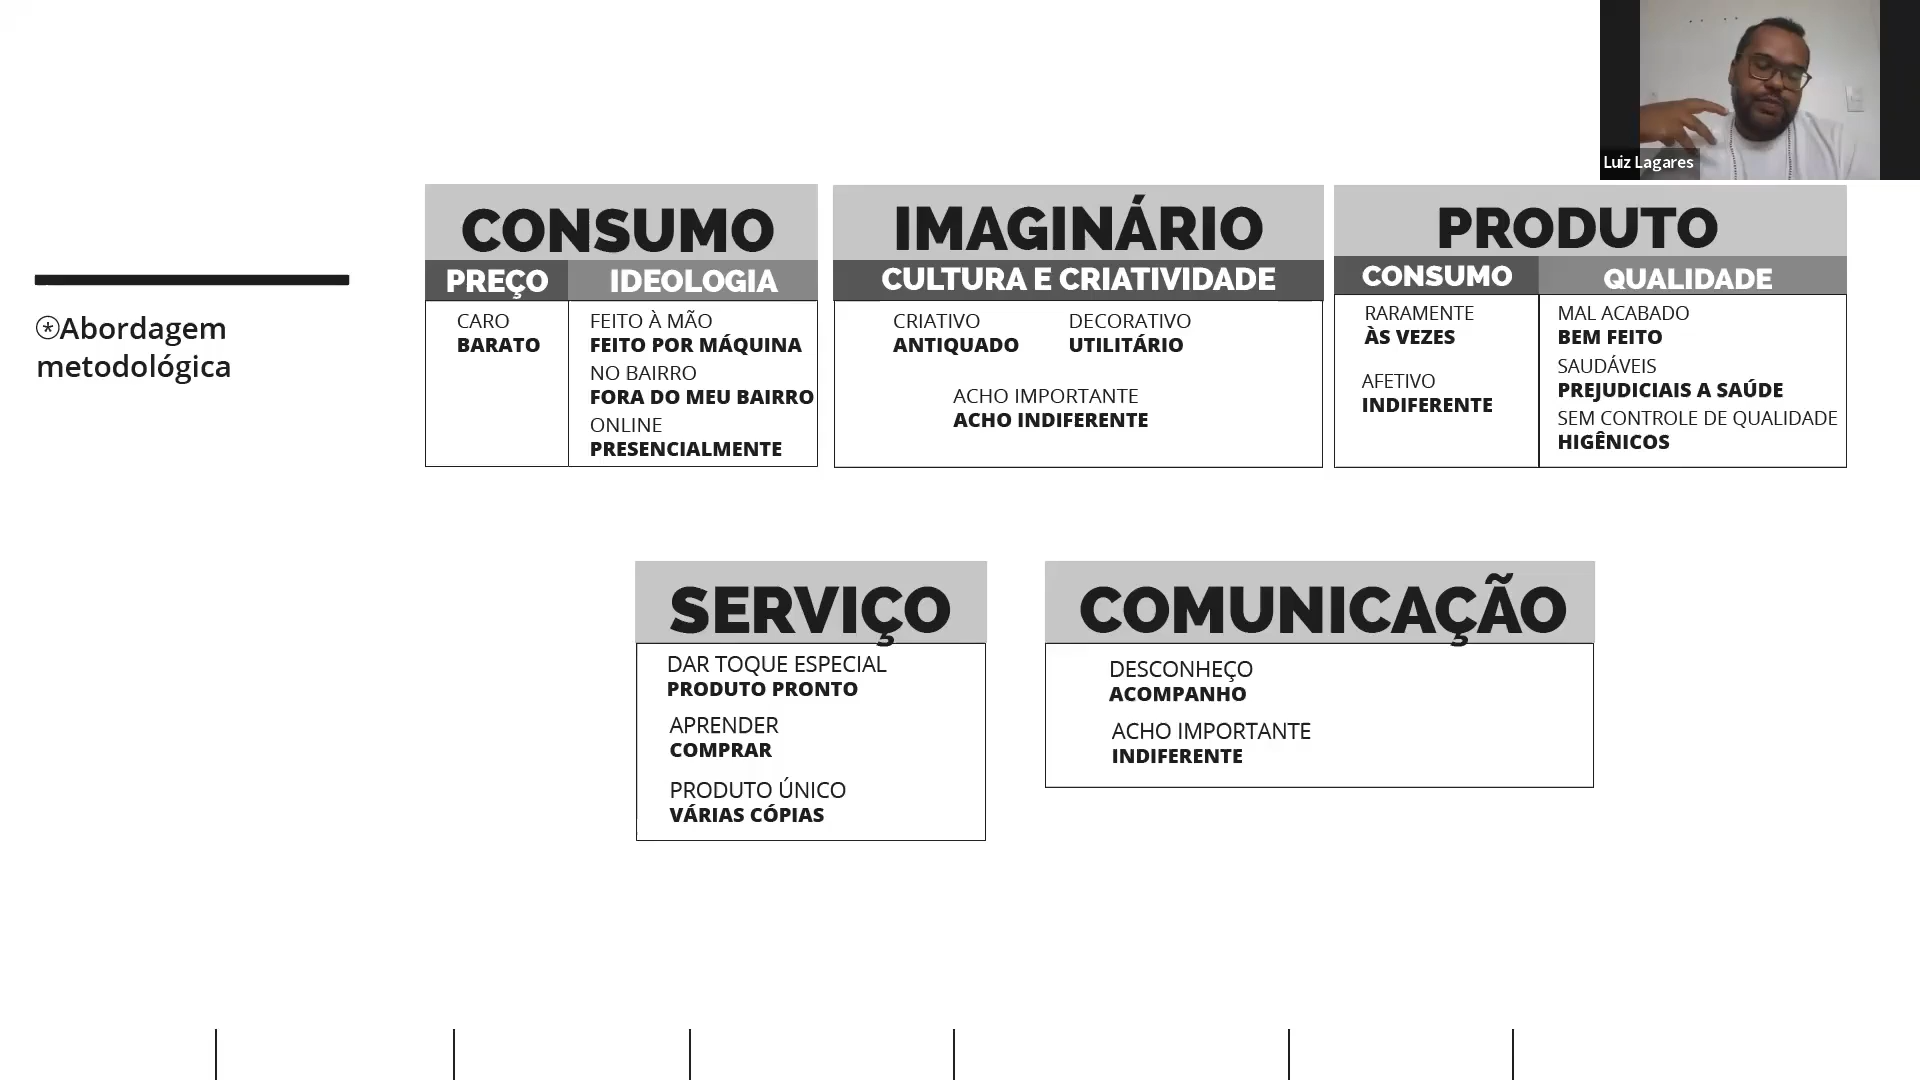 Luiz Lagares
⊛Abordagem
metodológica
CONSUMO
PREÇO
IDEOLOGIA
CARO
BARATO
FEITO À MÃO
FEITO POR MÁQUINA
NO BAIRRO
FORA DO MEU BAIRRO
ONLINE
PRESENCIALMENTE
IMAGINÁRIO
CULTURA E CRIATIVIDADE
CRIATIVO
ANTIQUADO
DECORATIVO
UTILITÁRIO
ACHO IMPORTANTE
ACHO INDIFERENTE
PRODUTO
CONSUMO
QUALIDADE
RARAMENTE
ÀS VEZES
AFETIVO
INDIFERENTE
MAL ACABADO
BEM FEITO
SAUDÁVEIS
PREJUDICIAIS A SAÚDE
SEM CONTROLE DE QUALIDADE
HIGÊNICOS
SERVIÇO
DAR TOQUE ESPECIAL
PRODUTO PRONTO
APRENDER
COMPRAR
PRODUTO ÚNICO
VÁRIAS CÓPIAS
COMUNICAÇÃO
DESCONHEÇO
ACOMPANHO
ACHO IMPORTANTE
INDIFERENTE